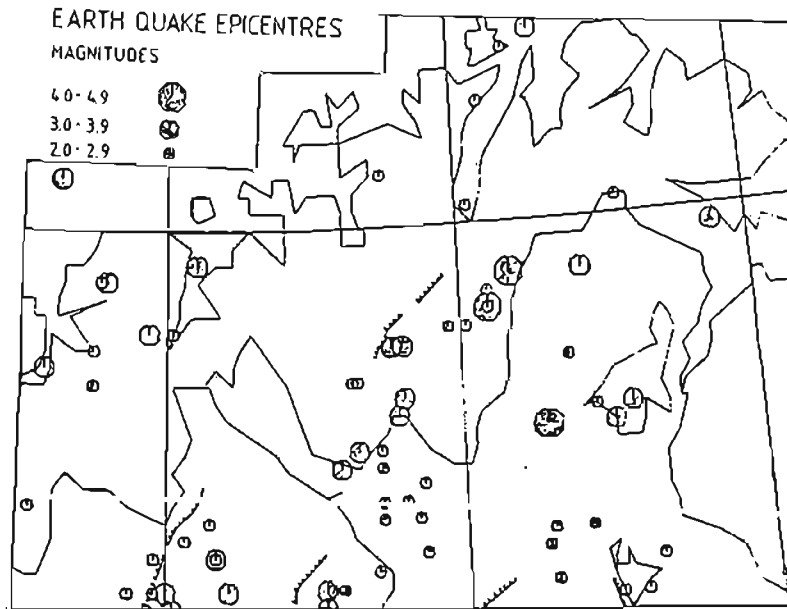 EARTH QUAKE EPICENTRES
MAGNITUDES
4.0 - 4.9
3.0 - 3.9
2.0 - 2.9